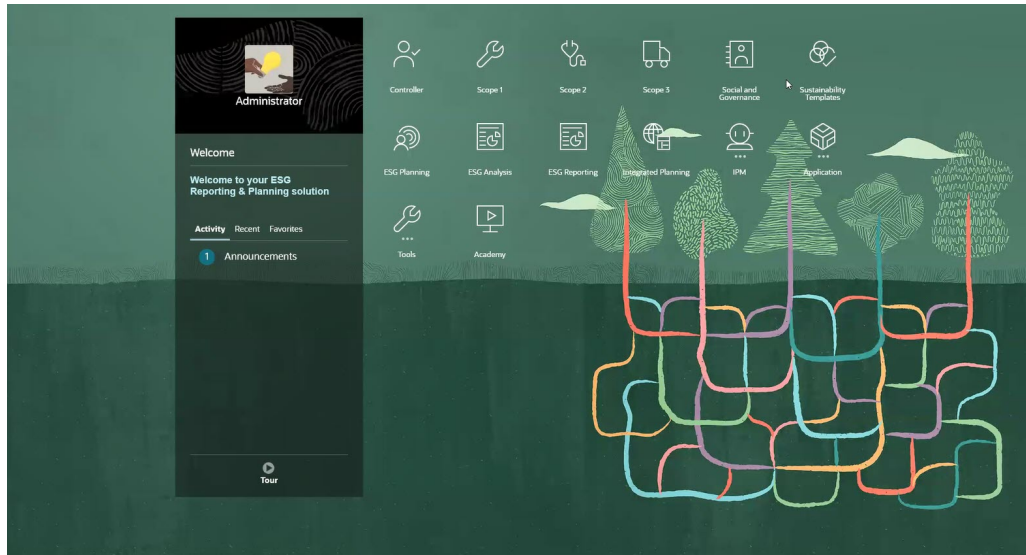 Administrator
Welcome
Welcome to your ESG
Reporting & Planning solution
Activity Recent Favorites
1 Announcements
Tour
Controller
Scope 1
Scope 2
Scope 3
Social and
Governance
Sustainability
Templates
ESG Planning
ESG Analysis
ESG Reporting
Integrated Planning
IPM
Application
Tools
Academy